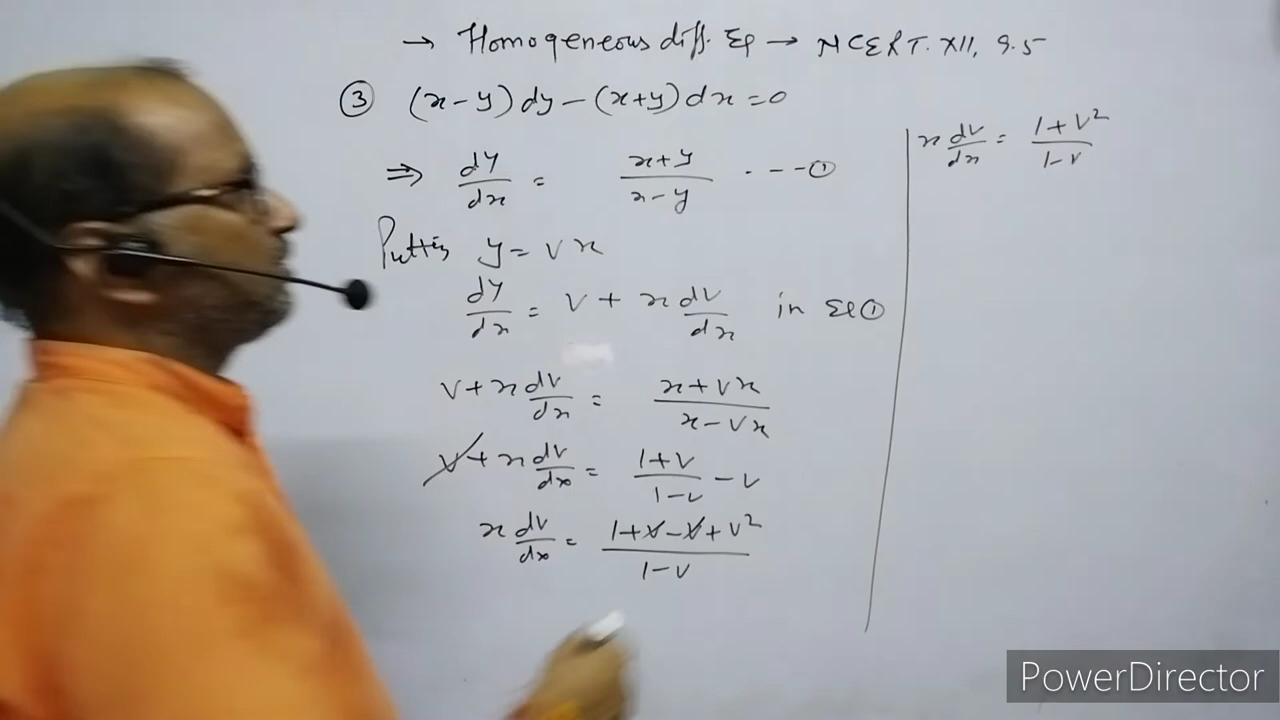 → Homogeneous diff. Eq → NCERT. XII, 9.5
③ (x-y)dy-(x+y)dx=0
⇒ dy/dx = x+y/x-y ---①
Putting y=vx
dy/dx = v+x dv/dx in Eq ①
v+x dv/dx = x+vx/x-vx
v+x dv/dx = 1+v/1-v - v
x dv/dx = 1+v-v+v²/1-v
x dv/dx = 1+v²/1-v
PowerDirector